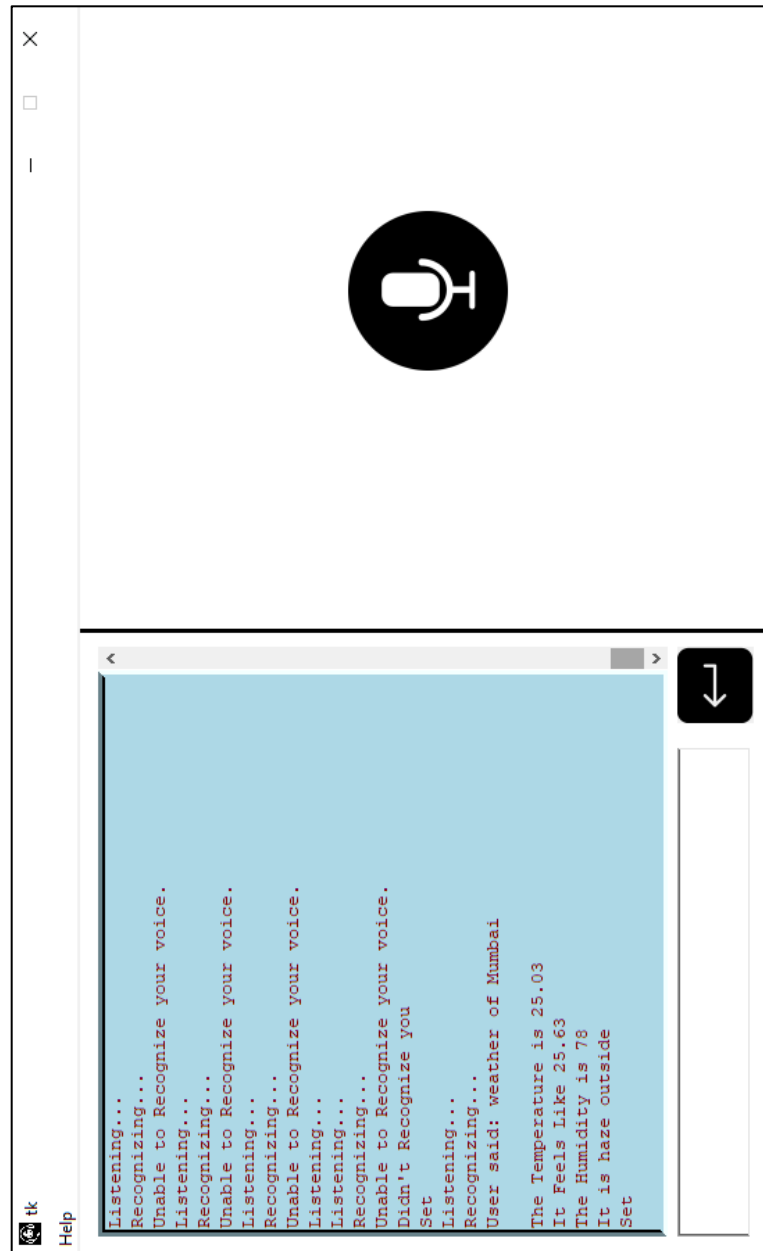 tk
Help
Listening...
Recognizing...
Unable to Recognize your voice.
Listening...
Recognizing...
Unable to Recognize your voice.
Listening...
Recognizing...
Unable to Recognize your voice.
Listening...
Listening...
Recognizing...
Unable to Recognize your voice.
Didn't Recognize you
Set
Listening...
Recognizing...
User said: weather of Mumbai
The Temperature is 25.03
It Feels Like 25.63
The Humidity is 78
It is haze outside
Set